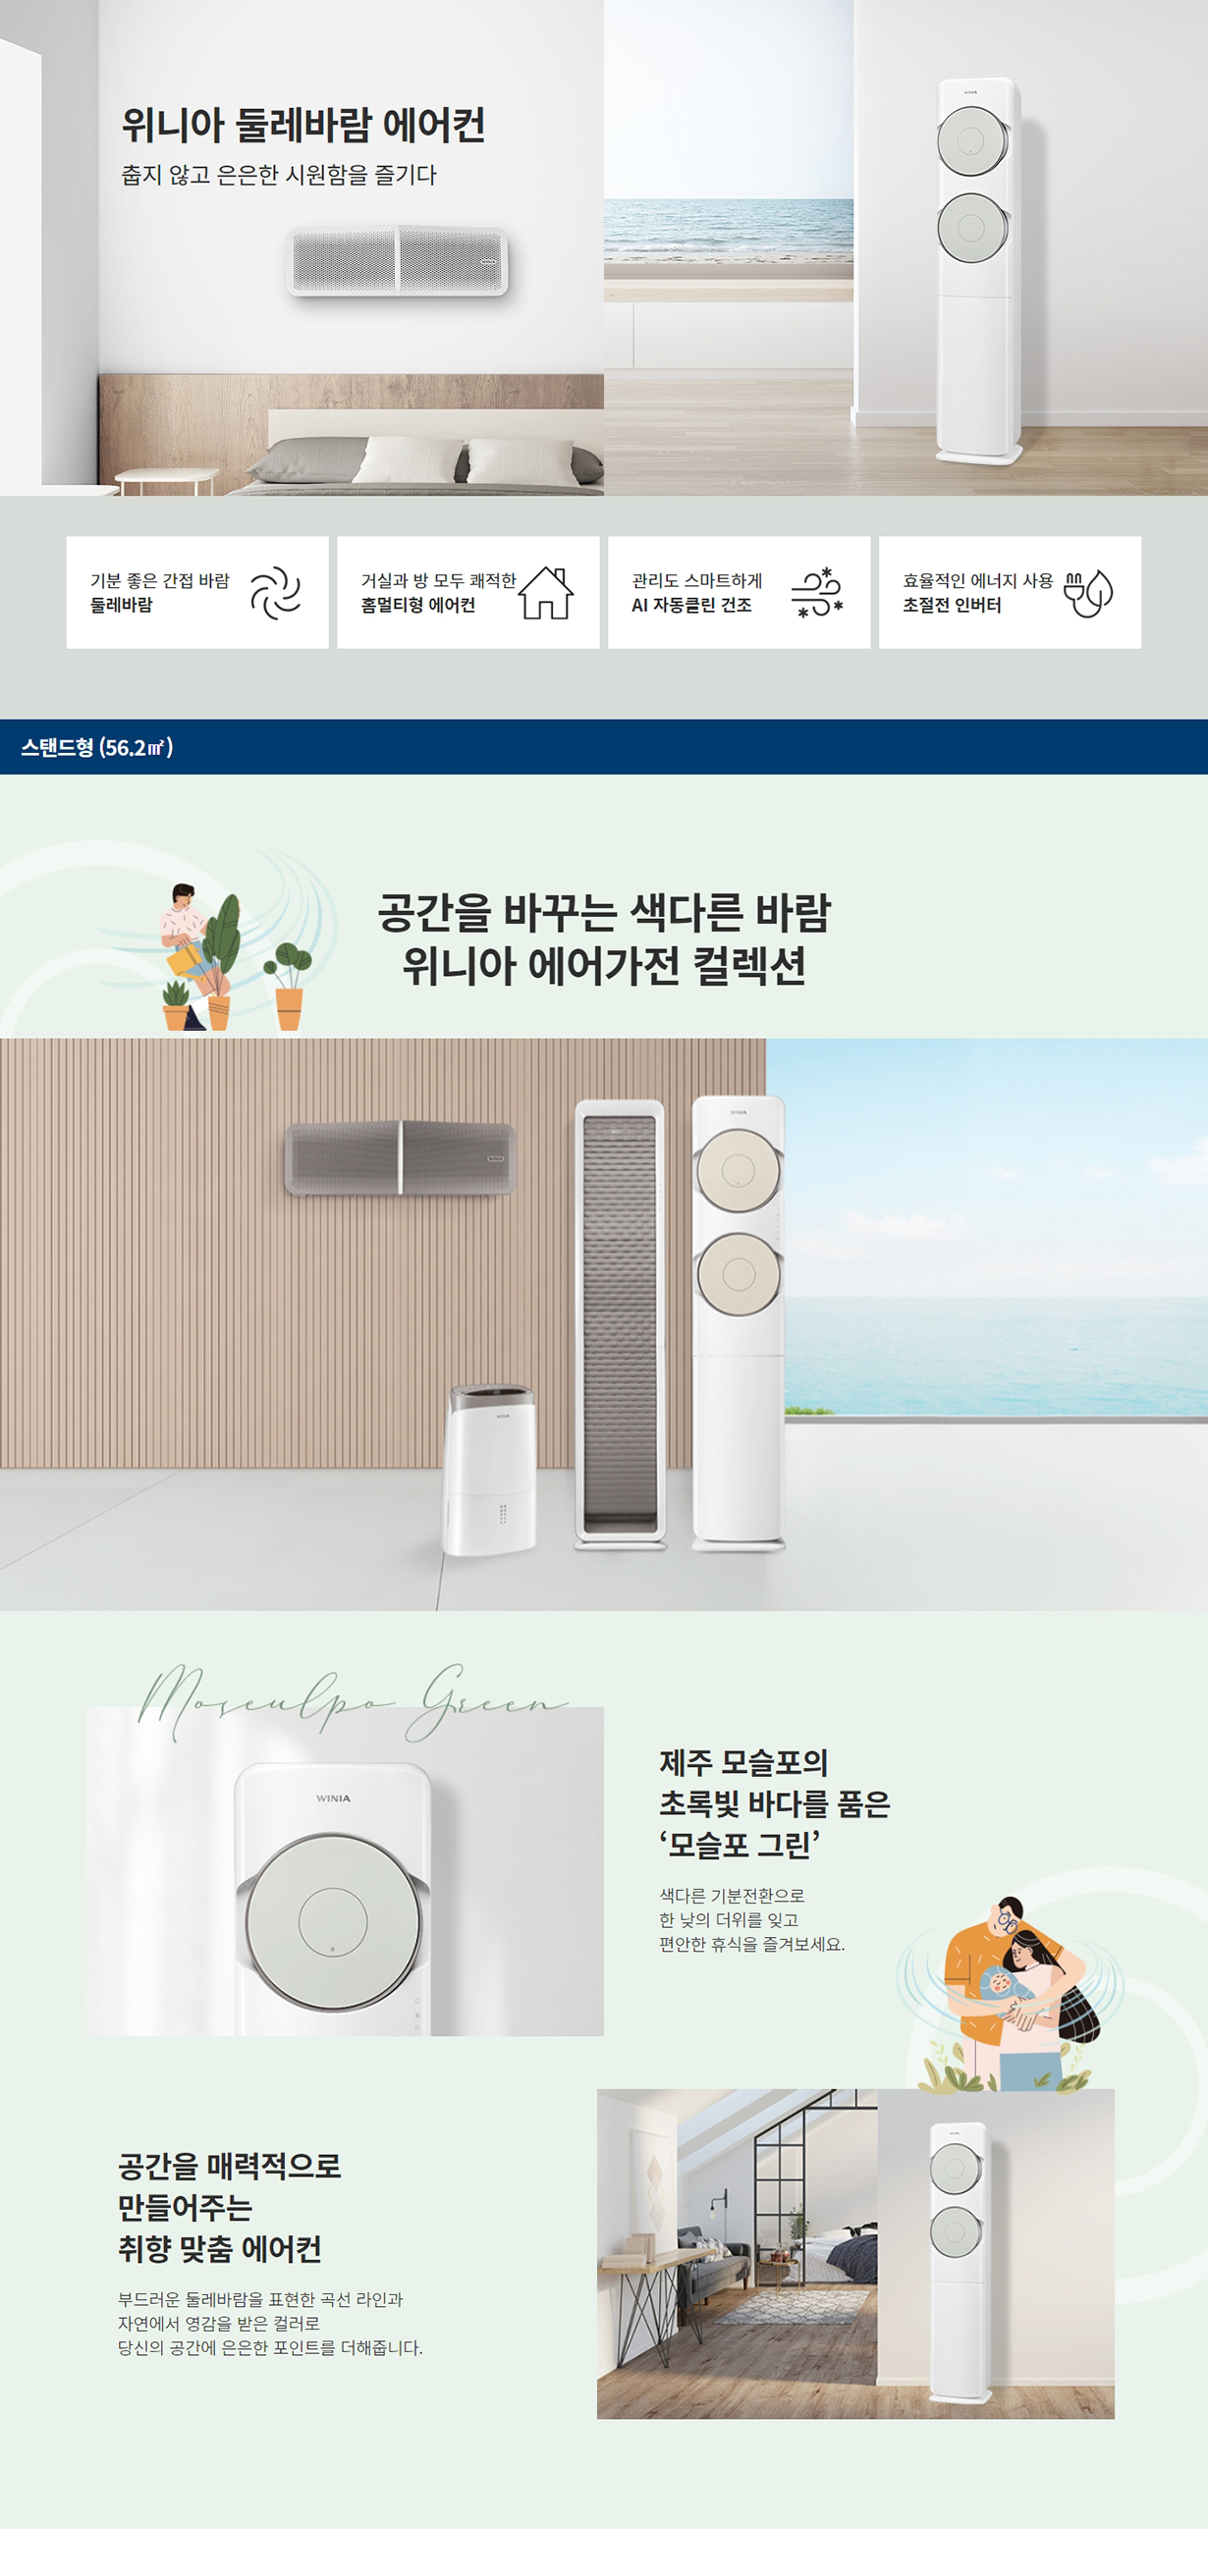 위니아 둘레바람 에어컨
춥지 않고 은은한 시원함을 즐기다
WINIA
WINIA
기분 좋은 간접 바람
둘레바람
거실과 방 모두 쾌적한
홈멀티형 에어컨
관리도 스마트하게
AI 자동클린 건조
효율적인 에너지 사용
초절전 인버터
스탠드형 (56.2㎡)
공간을 바꾸는 색다른 바람
위니아 에어가전 컬렉션
WINIA
WINIA
WINIA
Moseulpo Green
WINIA
제주 모슬포의
초록빛 바다를 품은
‘모슬포 그린’
색다른 기분전환으로
한 낮의 더위를 잊고
편안한 휴식을 즐겨보세요.
WINIA
공간을 매력적으로
만들어주는
취향 맞춤 에어컨
부드러운 둘레바람을 표현한 곡선 라인과
자연에서 영감을 받은 컬러로
당신의 공간에 은은한 포인트를 더해줍니다.